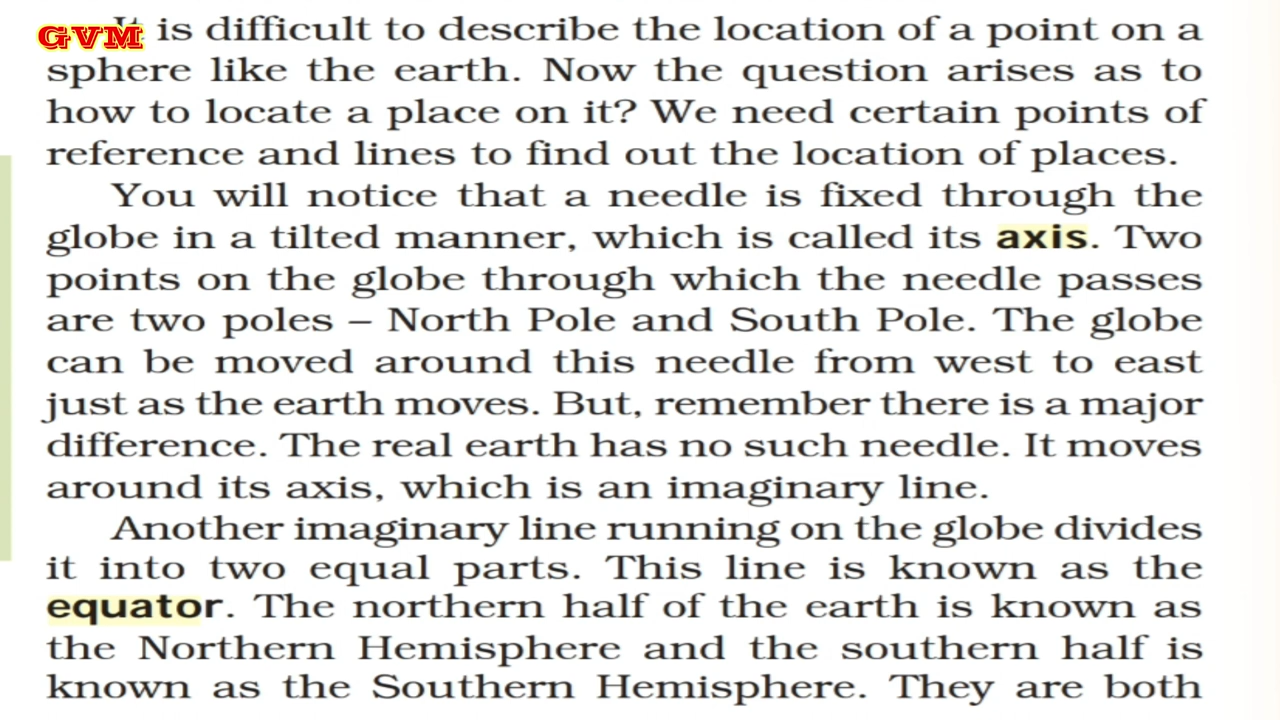 GVM It is difficult to describe the location of a point on a
sphere like the earth. Now the question arises as to
how to locate a place on it? We need certain points of
reference and lines to find out the location of places.
You will notice that a needle is fixed through the
globe in a tilted manner, which is called its axis. Two
points on the globe through which the needle passes
are two poles – North Pole and South Pole. The globe
can be moved around this needle from west to east
just as the earth moves. But, remember there is a major
difference. The real earth has no such needle. It moves
around its axis, which is an imaginary line.
Another imaginary line running on the globe divides
it into two equal parts. This line is known as the
equator. The northern half of the earth is known as
the Northern Hemisphere and the southern half is
known as the Southern Hemisphere. They are both